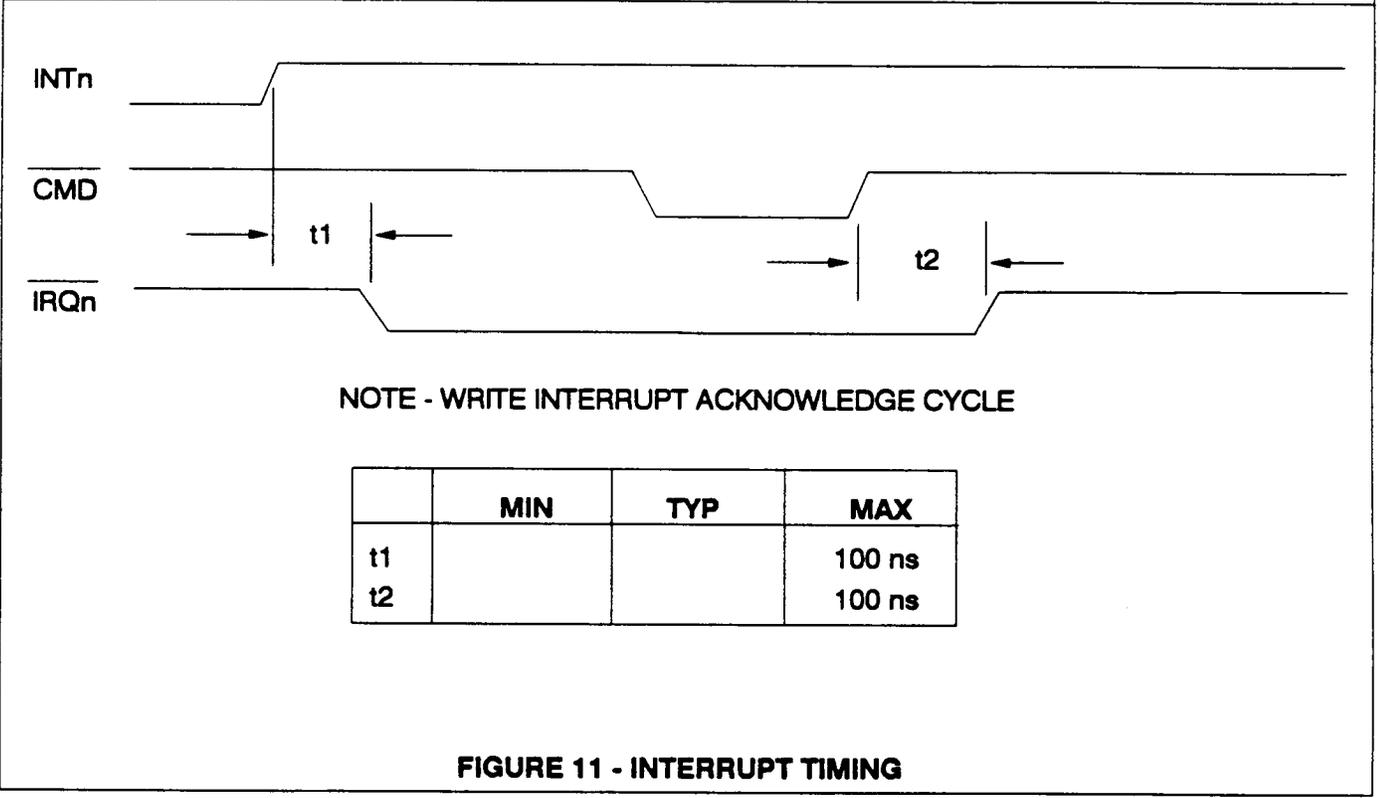 INTn
CMD
t1
t2
IRQn
NOTE - WRITE INTERRUPT ACKNOWLEDGE CYCLE
MIN TYP MAX
t1 100 ns
t2 100 ns
FIGURE 11 - INTERRUPT TIMING